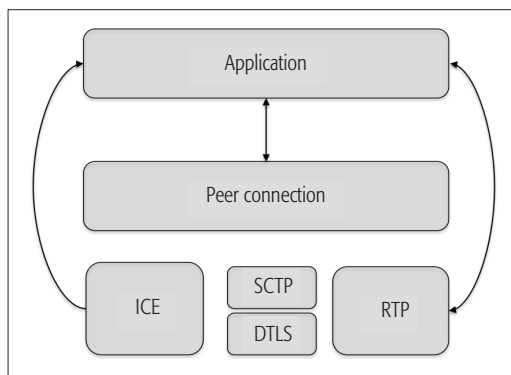 Application
Peer connection
ICE
SCTP
DTLS
RTP